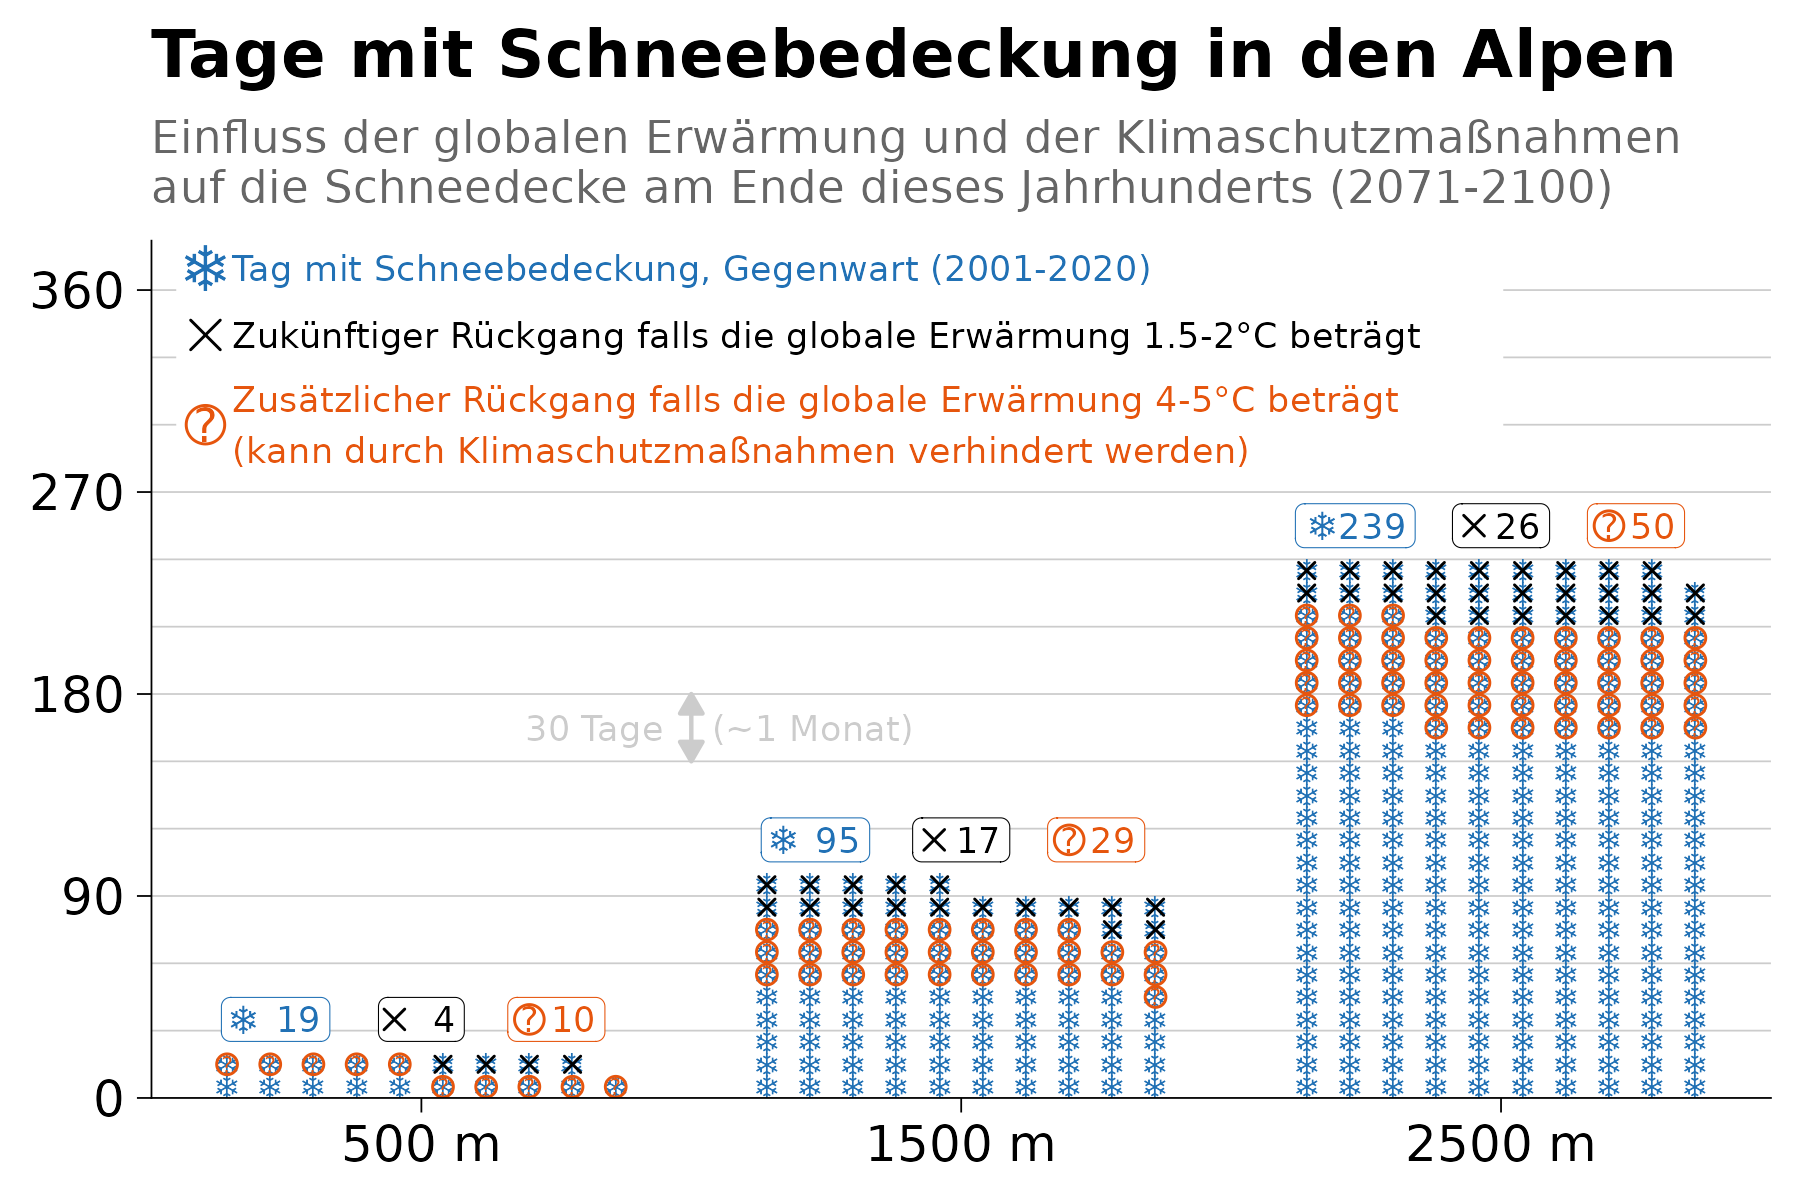 Tage mit Schneebedeckung in den Alpen
Einfluss der globalen Erwärmung und der Klimaschutzmaßnahmen
auf die Schneedecke am Ende dieses Jahrhunderts (2071-2100)
Tag mit Schneebedeckung, Gegenwart (2001-2020)
Zukünftiger Rückgang falls die globale Erwärmung 1.5-2°C beträgt
Zusätzlicher Rückgang falls die globale Erwärmung 4-5°C beträgt
(kann durch Klimaschutzmaßnahmen verhindert werden)
360
270
180
90
0
239 26 50
30 Tage (~1 Monat)
95 17 29
19 4 10
500 m 1500 m 2500 m